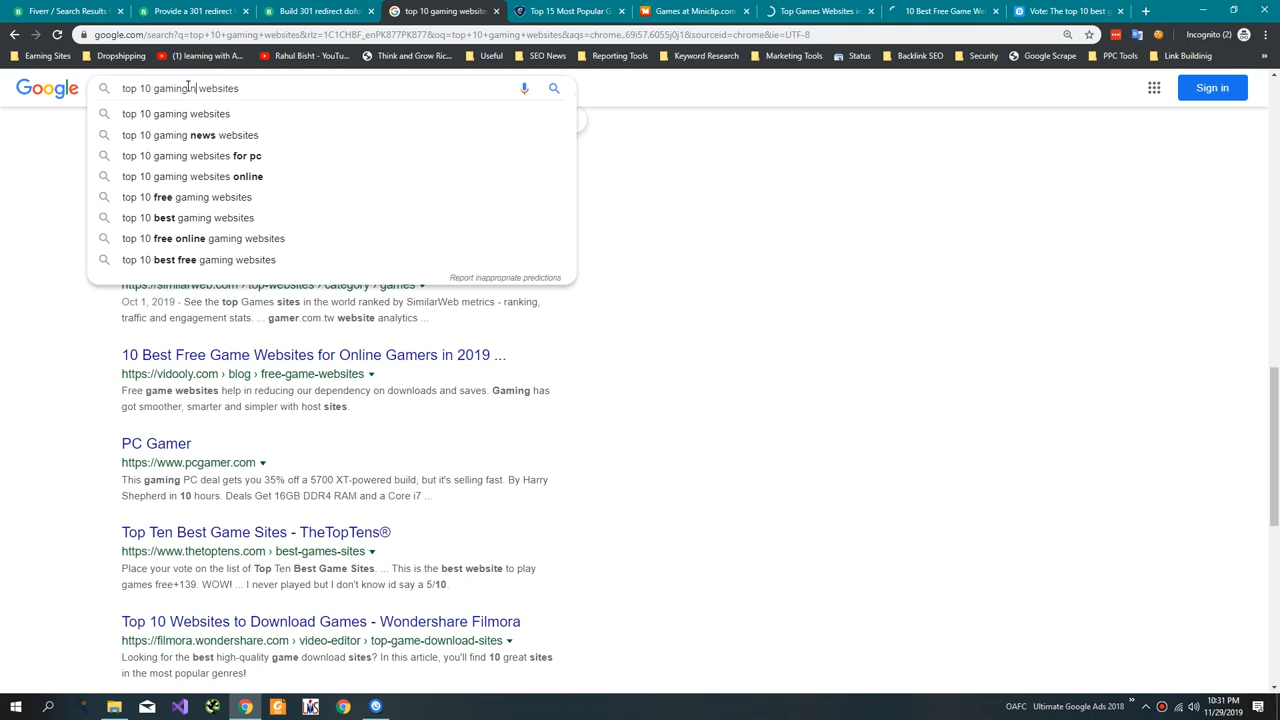 Fiverr / Search Results
Provide 301 redirect
Build 301 redirect dofo
top 10 gaming websites
Top 15 Most Popular G
Games at Miniclip.com
Top Gaming Websites in
10 Best Free Game Web
Vote: The 10 best g
google.com/search?q=top+10+gaming+websites&rlz=1C1CHBF_enPK877PK877&oq=top+10+gaming+websites&aqs=chrome..69i57.6055j0j1&sourceid=chrome&ie=UTF-8
Incognito (2)
Earning Sites
Dropshipping
(1) learning with A...
Rachel
Rishi Bakshi - YouT...
Think and Grow Ric...
Useful
SEO News
Google Research
Marketing Tools
Status
Backlink SEO
Security
Google Insights
PPC Tools
Link Building
Google
top 10 gamingn websites
Sign in
top 10 gaming websites
top 10 gaming news websites
top 10 gaming websites for pc
top 10 gaming websites online
top 10 free gaming websites
top 10 best gaming websites
top 10 free online gaming websites
top 10 best free gaming websites
Report inappropriate predictions
https://similarweb.com › top-websites › category › games
Oct 1, 2019 - See the top Games sites in the world ranked by SimilarWeb metrics - ranking,
traffic and engagement stats. ... gamer.com.tw website analytics ...
10 Best Free Game Websites for Online Gamers in 2019 ...
https://vidooly.com › blog › free-game-websites
Free game websites help in reducing our dependency on downloads and saves. Gaming has
got smoother, smarter and simpler with host sites.
PC Gamer
https://www.pcgamer.com
This gaming PC deal gets you 35% off a 5700 XT-powered build, but it's selling fast. By Harry
Shepherd in 10 hours. Deals Get 16GB DDR4 RAM and a Core i7 ...
Top Ten Best Game Sites - TheTopTens®
https://www.thetoptens.com › best-games-sites
Place your vote on the list of Top Ten Best Game Sites. ... This is the best website to play
games free+139. WOW! ... I never played but I don't know id say a 5/10.
Top 10 Websites to Download Games - Wondershare Filmora
https://filmora.wondershare.com › video-editor › top-game-download-sites
Looking for the best high-quality game download sites? In this article, you'll find 10 great sites
in the most popular genres!
OAFC
Ultimate Google Ads 2018
10:31 PM
11/29/2019